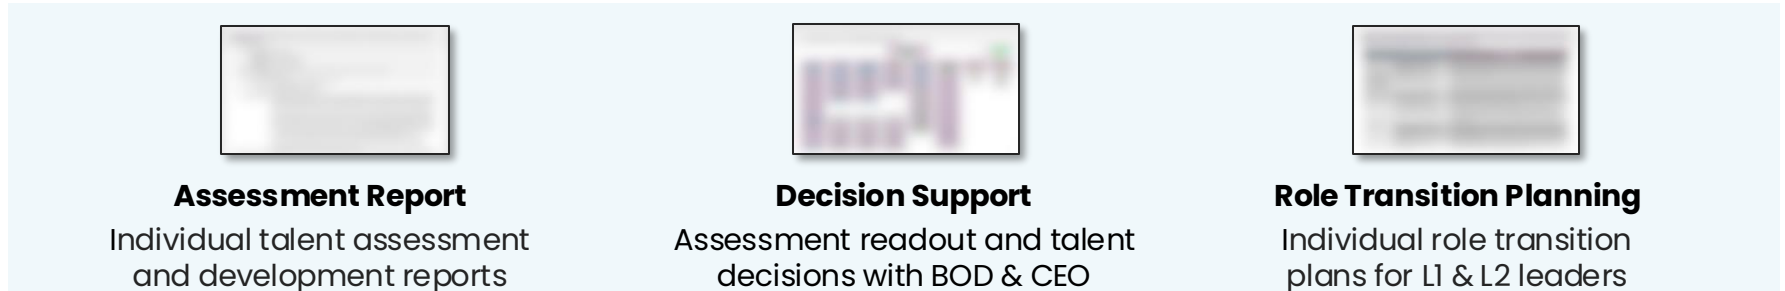 Assessment Report
Individual talent assessment
and development reports
Decision Support
Assessment readout and talent
decisions with BOD & CEO
Role Transition Planning
Individual role transition
plans for L1 & L2 leaders